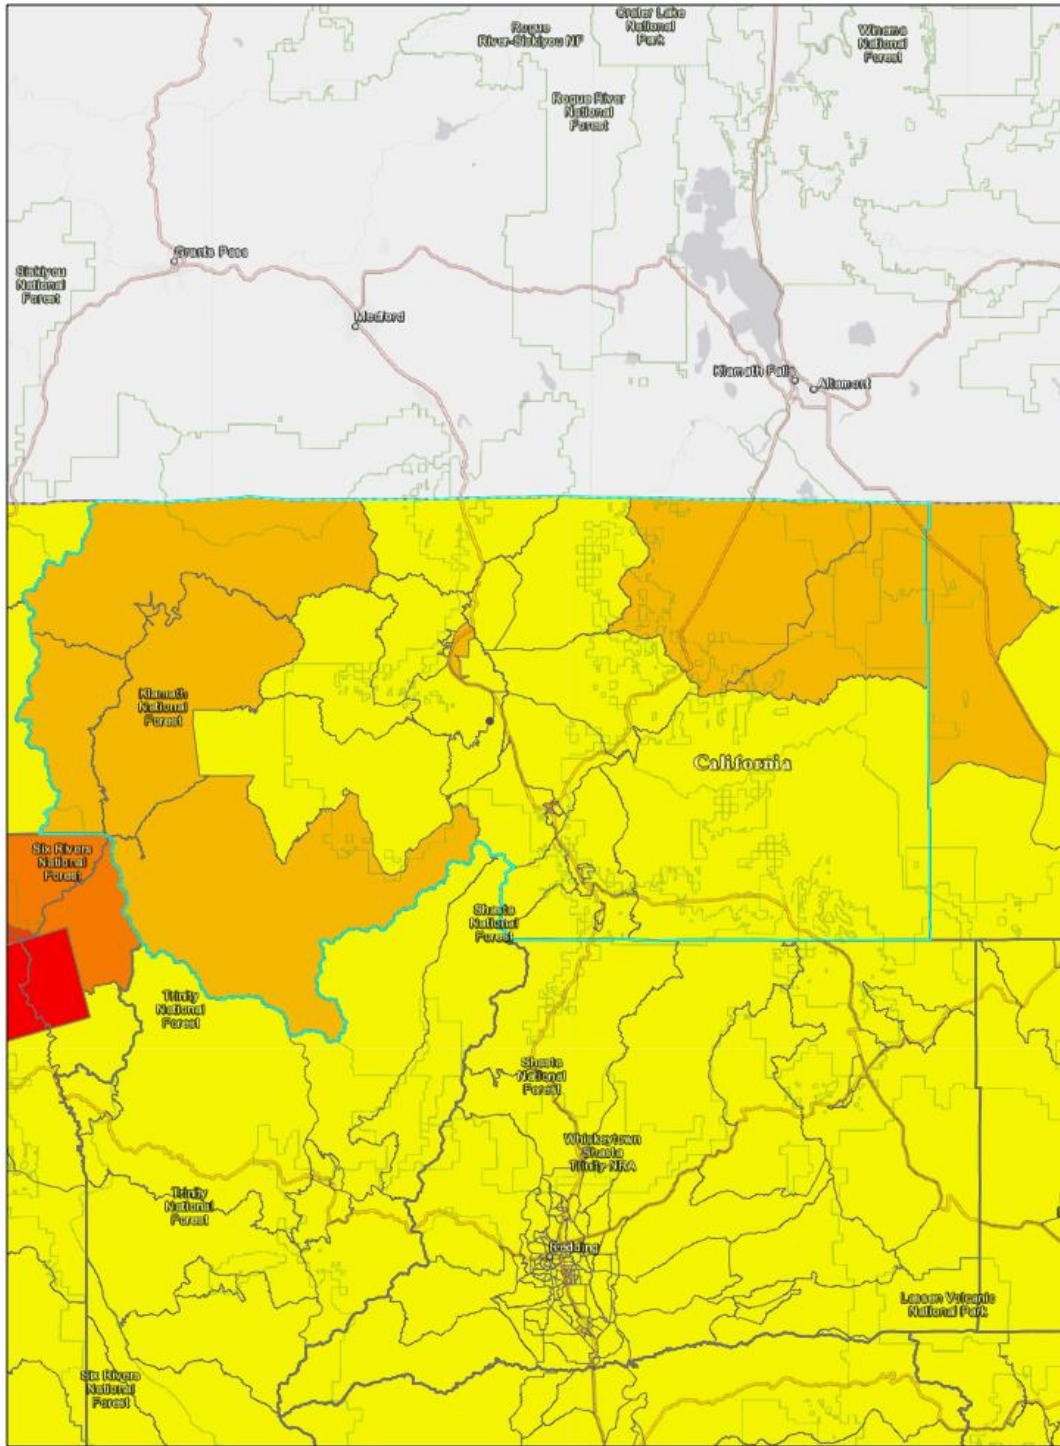 Crater Lake
National
Park
Rogue
River-Siskiyou NF
Winema
National
Forest
Rogue River
National
Forest
Grants Pass
Siskiyou
National
Forest
Medford
Klamath Falls
Altamont
Klamath
National
Forest
California
Six Rivers
National
Forest
Shasta
National
Forest
Trinity
National
Forest
Shasta
National
Forest
Whiskeytown
Shasta
Trinity NRA
Trinity
National
Forest
Redding
Lassen Volcanic
National Park
Six Rivers
National
Forest